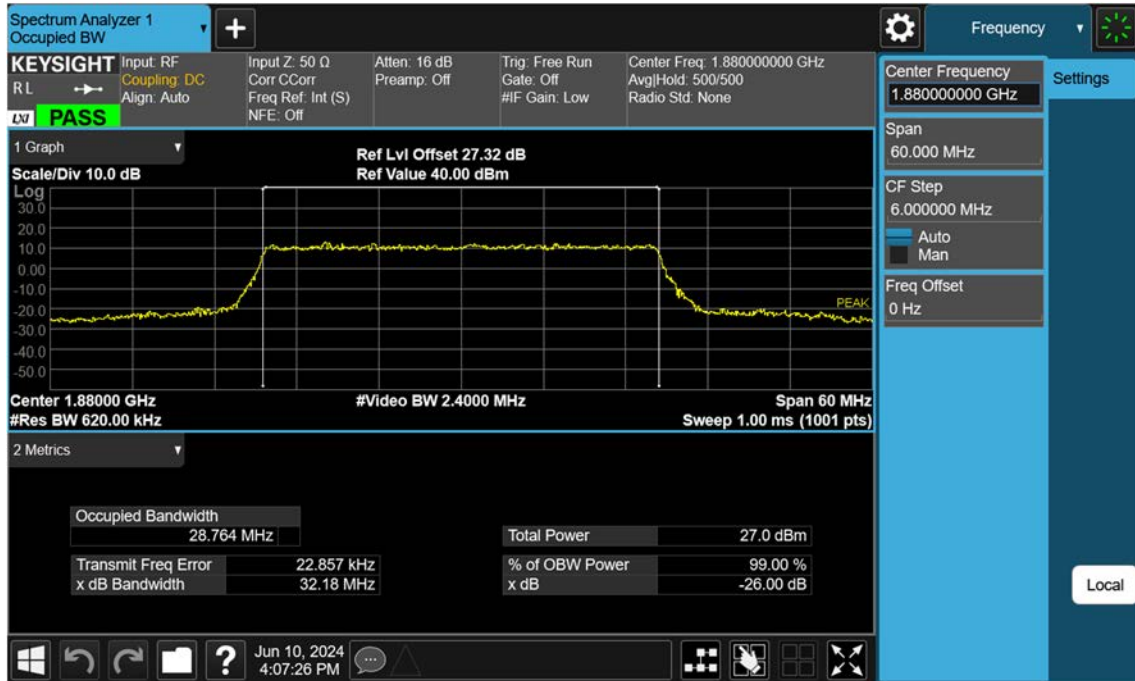 Spectrum Analyzer 1
Occupied BW
+
Frequency
KEYSIGHT
R L
LXI PASS
Input: RF
Coupling: DC
Align: Auto
Input Z: 50 Ω
Corr CCorr
Freq Ref: Int (S)
NFE: Off
Atten: 16 dB
Preamp: Off
Trig: Free Run
Gate: Off
#IF Gain: Low
Center Freq: 1.880000000 GHz
Avg|Hold: 500/500
Radio Std: None
1 Graph
Scale/Div 10.0 dB
Ref Lvl Offset 27.32 dB
Ref Value 40.00 dBm
Log
30.0
20.0
10.0
0.00
-10.0
-20.0
-30.0
-40.0
-50.0
PEAK
Center 1.88000 GHz
#Video BW 2.4000 MHz
Span 60 MHz
#Res BW 620.00 kHz
Sweep 1.00 ms (1001 pts)
2 Metrics
Occupied Bandwidth
28.764 MHz
Total Power 27.0 dBm
Transmit Freq Error 22.857 kHz
% of OBW Power 99.00 %
x dB Bandwidth 32.18 MHz
x dB -26.00 dB
Center Frequency
1.880000000 GHz
Settings
Span
60.000 MHz
CF Step
6.000000 MHz
Auto
Man
Freq Offset
0 Hz
Local
?
Jun 10, 2024
4:07:26 PM